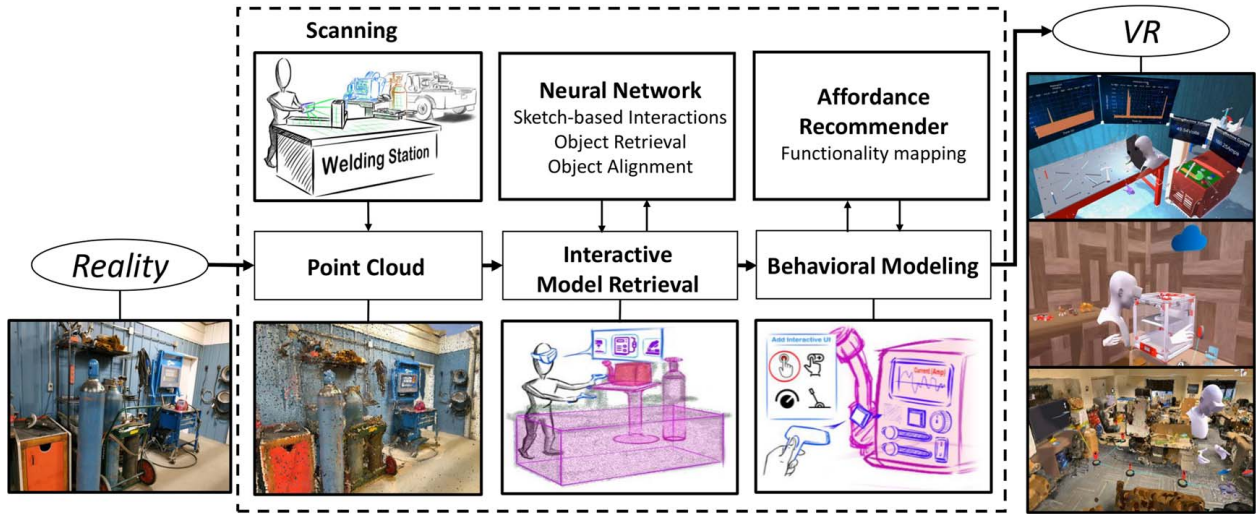 Scanning
Welding Station
Neural Network
Sketch-based Interactions
Object Retrieval
Object Alignment
Affordance
Recommender
Functionality mapping
VR
Reality
Point Cloud
Interactive
Model Retrieval
Behavioral Modeling
Add Interactive UI
Current (Amp)